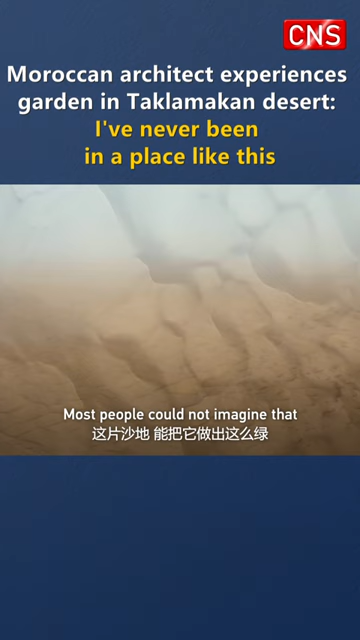 CNS
Moroccan architect experiences
garden in Taklamakan desert:
I've never been
in a place like this
Most people could not imagine that
这片沙地 能把它做出这么绿